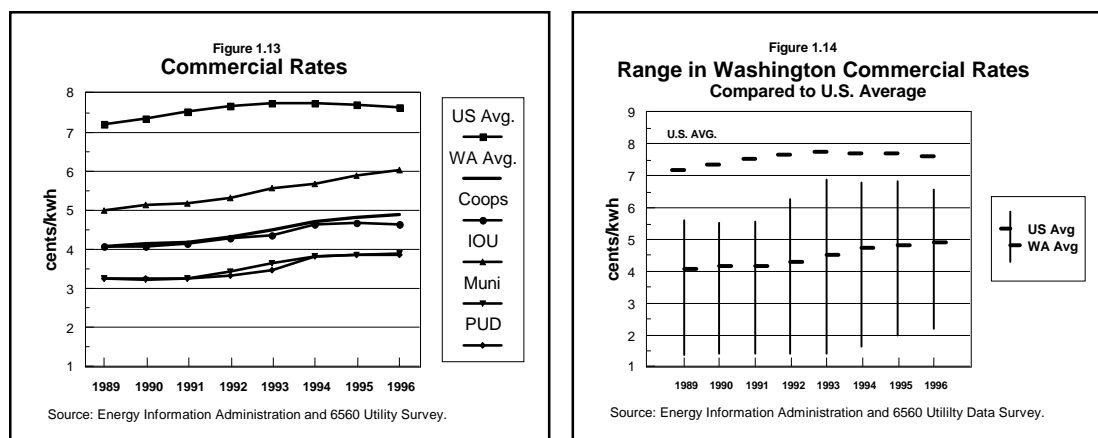 Figure 1.13
Commercial Rates
8
7
6
5
4
3
2
1
cents/kwh
1989 1990 1991 1992 1993 1994 1995 1996
US Avg.
WA Avg.
Coops
IOU
Muni
PUD
Source: Energy Information Administration and 6560 Utility Survey.
Figure 1.14
Range in Washington Commercial Rates
Compared to U.S. Average
9
8
7
6
5
4
3
2
1
cents/kwh
U.S. AVG.
1989 1990 1991 1992 1993 1994 1995 1996
US Avg
WA Avg
Source: Energy Information Administration and 6560 Utililty Data Survey.